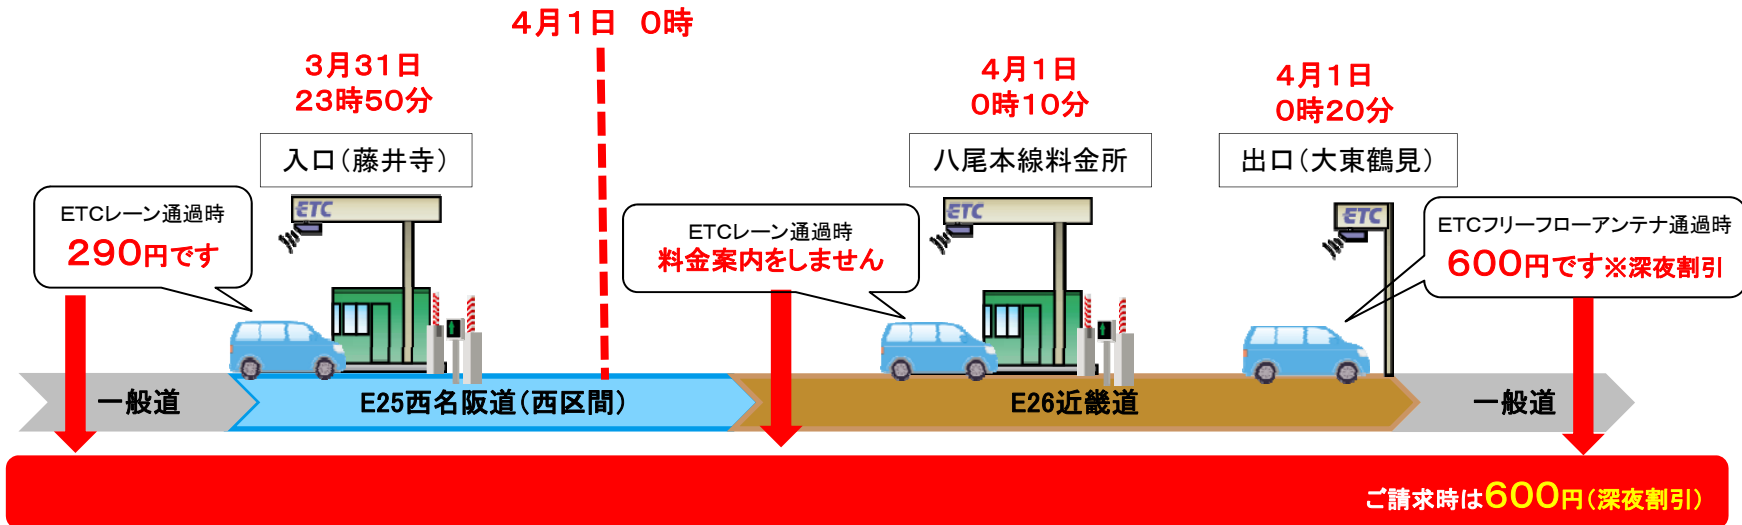 4月1日 0時
3月31日
23時50分
入口(藤井寺)
ETCレーン通過時
290円です
ETC
4月1日
0時10分
八尾本線料金所
ETCレーン通過時
料金案内をしません
ETC
4月1日
0時20分
出口(大東鶴見)
ETC
ETCフリーフローアンテナ通過時
600円です※深夜割引
一般道
E25西名阪道(西区間)
E26近畿道
一般道
ご請求時は600円(深夜割引)